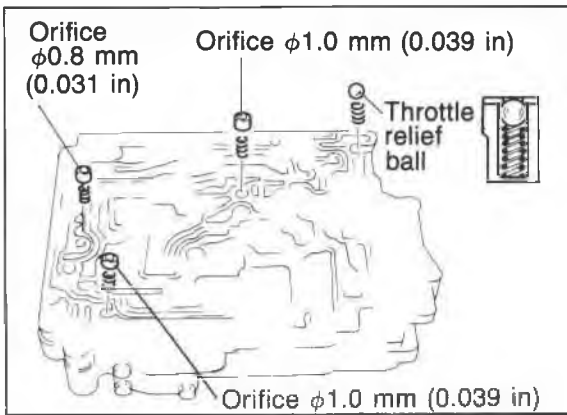 Orifice
φ0.8 mm
(0.031 in)
Orifice φ1.0 mm (0.039 in)
Throttle
relief
ball
Orifice φ1.0 mm (0.039 in)